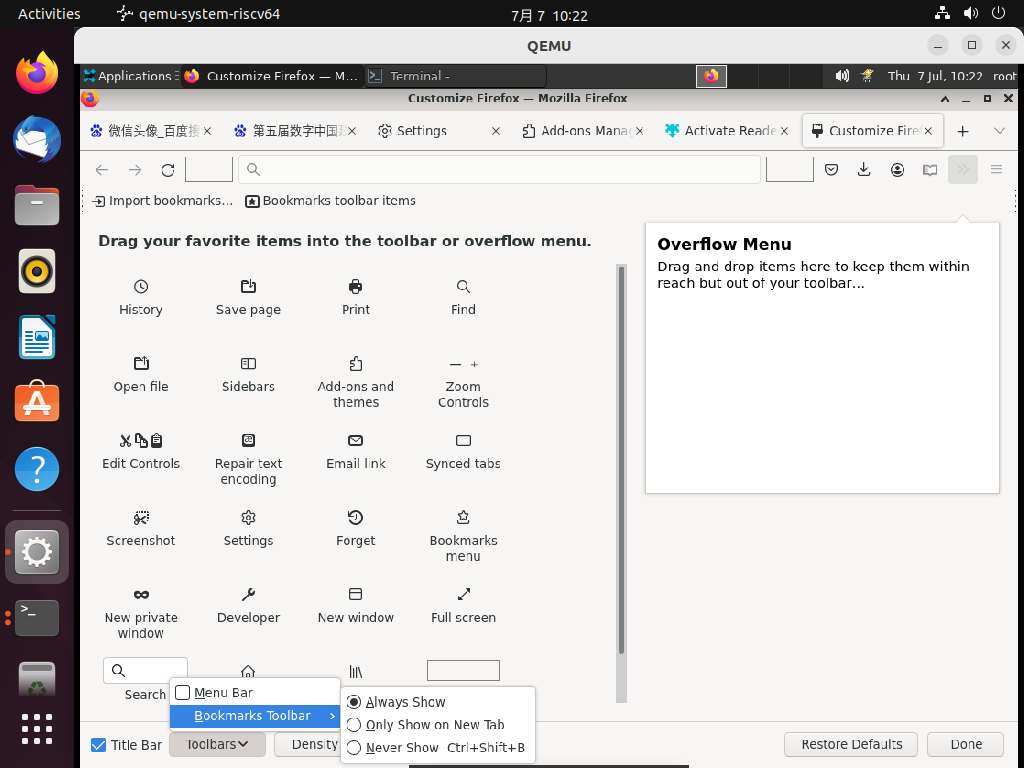 Activities
qemu-system-riscv64
7月 7 10:22
QEMU
Applications
Customize Firefox — M...
Terminal -
Thu 7 Jul, 10:22 root
Customize Firefox — Mozilla Firefox
微信头像_百度搜
第五届数字中国建
Settings
Add-ons Manag
Activate Reade
Customize Firef
Import bookmarks...
Bookmarks toolbar items
Drag your favorite items into the toolbar or overflow menu.
Overflow Menu
Drag and drop items here to keep them within
reach but out of your toolbar...
History
Save page
Print
Find
Open file
Sidebars
Add-ons and
themes
Zoom
Controls
Edit Controls
Repair text
encoding
Email link
Synced tabs
Screenshot
Settings
Forget
Bookmarks
menu
New private
window
Developer
New window
Full screen
Search
Menu Bar
Bookmarks Toolbar
Always Show
Only Show on New Tab
Never Show Ctrl+Shift+B
Title Bar
Toolbars
Density
Restore Defaults
Done